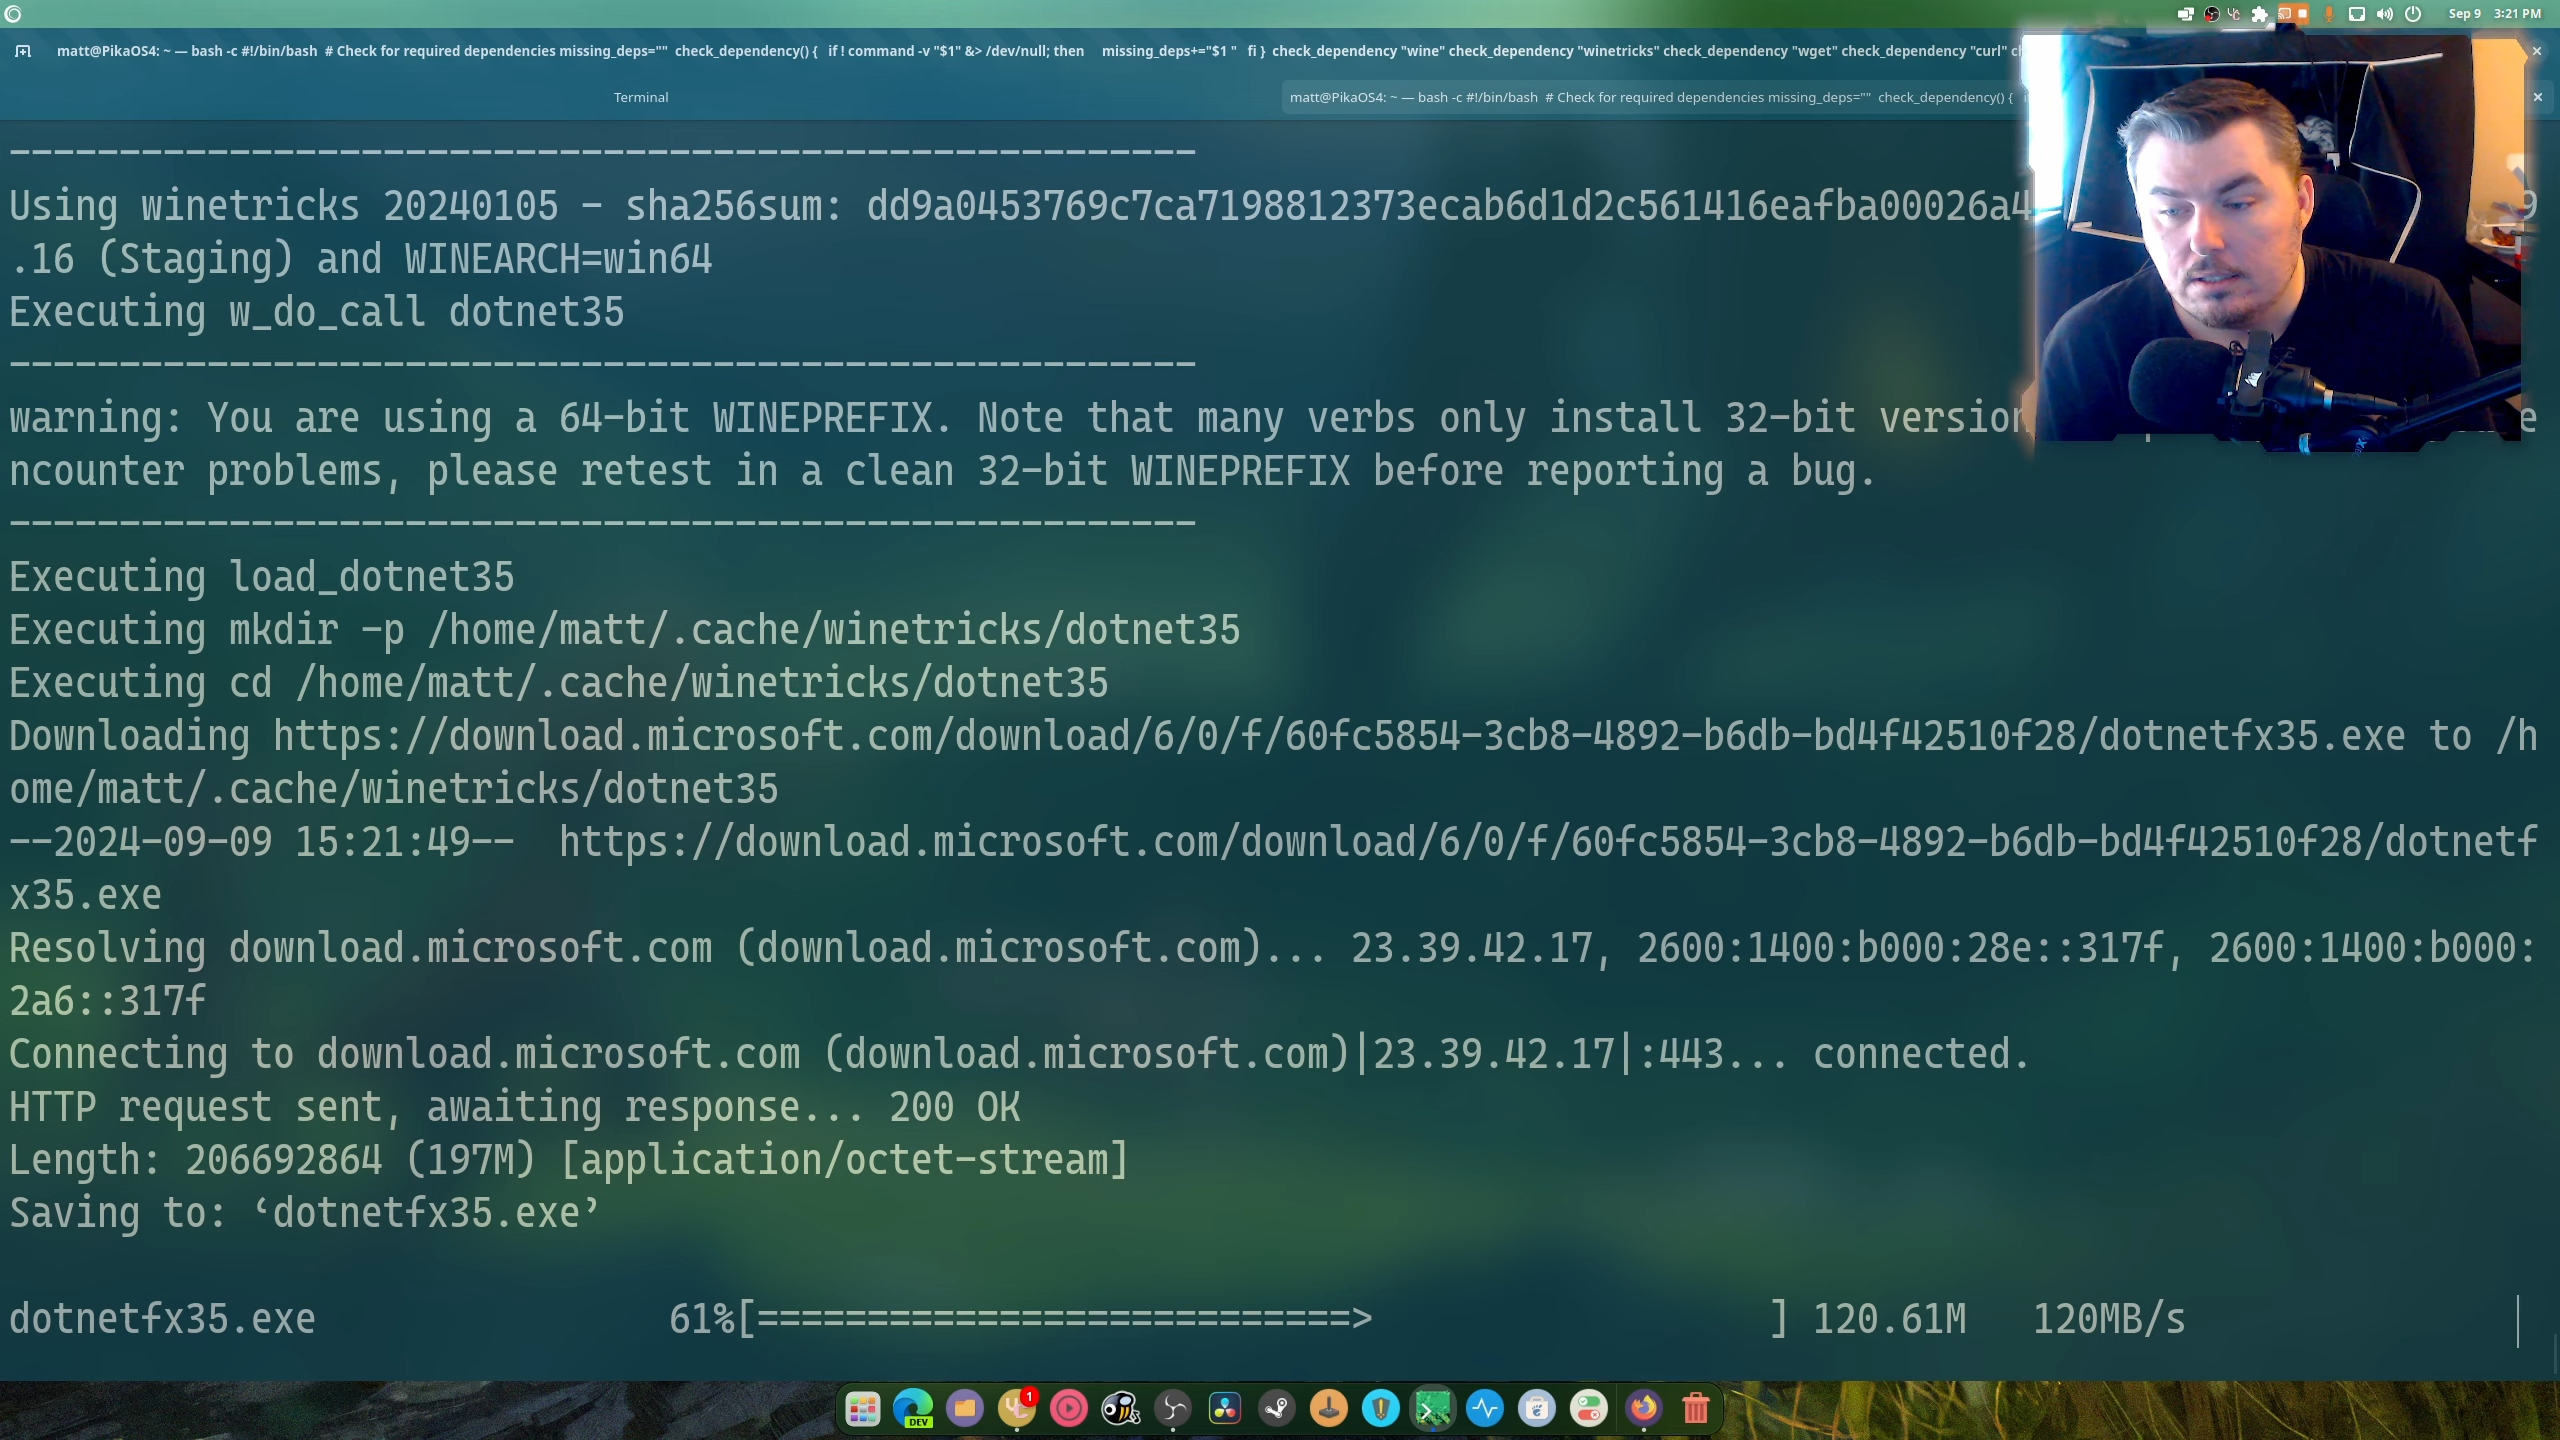 Sep 9 3:21 PM
matt@PikaOS4: ~ — bash -c #!/bin/bash # Check for required dependencies missing_deps="" check_dependency() { if ! command -v "$1" &> /dev/null; then missing_deps+="$1 " fi } check_dependency "wine" check_dependency "winetricks" check_dependency "wget" check_dependency "curl"
Terminal
matt@PikaOS4: ~ — bash -c #!/bin/bash # Check for required dependencies missing_deps="" check_dependency() {
Using winetricks 20240105 - sha256sum: dd9a0453769c7ca7198812373ecab6d1d2c561416eafba00026a4 9
.16 (Staging) and WINEARCH=win64
Executing w_do_call dotnet35
------------------------------------------------------
warning: You are using a 64-bit WINEPREFIX. Note that many verbs only install 32-bit version e
ncounter problems, please retest in a clean 32-bit WINEPREFIX before reporting a bug.
------------------------------------------------------
Executing load_dotnet35
Executing mkdir -p /home/matt/.cache/winetricks/dotnet35
Executing cd /home/matt/.cache/winetricks/dotnet35
Downloading https://download.microsoft.com/download/6/0/f/60fc5854-3cb8-4892-b6db-bd4f42510f28/dotnetfx35.exe to /h
ome/matt/.cache/winetricks/dotnet35
--2024-09-09 15:21:49--  https://download.microsoft.com/download/6/0/f/60fc5854-3cb8-4892-b6db-bd4f42510f28/dotnetf
x35.exe
Resolving download.microsoft.com (download.microsoft.com)... 23.39.42.17, 2600:1400:b000:28e::317f, 2600:1400:b000:
2a6::317f
Connecting to download.microsoft.com (download.microsoft.com)|23.39.42.17|:443... connected.
HTTP request sent, awaiting response... 200 OK
Length: 206692864 (197M) [application/octet-stream]
Saving to: ‘dotnetfx35.exe’
dotnetfx35.exe 61%[===========================> ] 120.61M 120MB/s
1
DEV